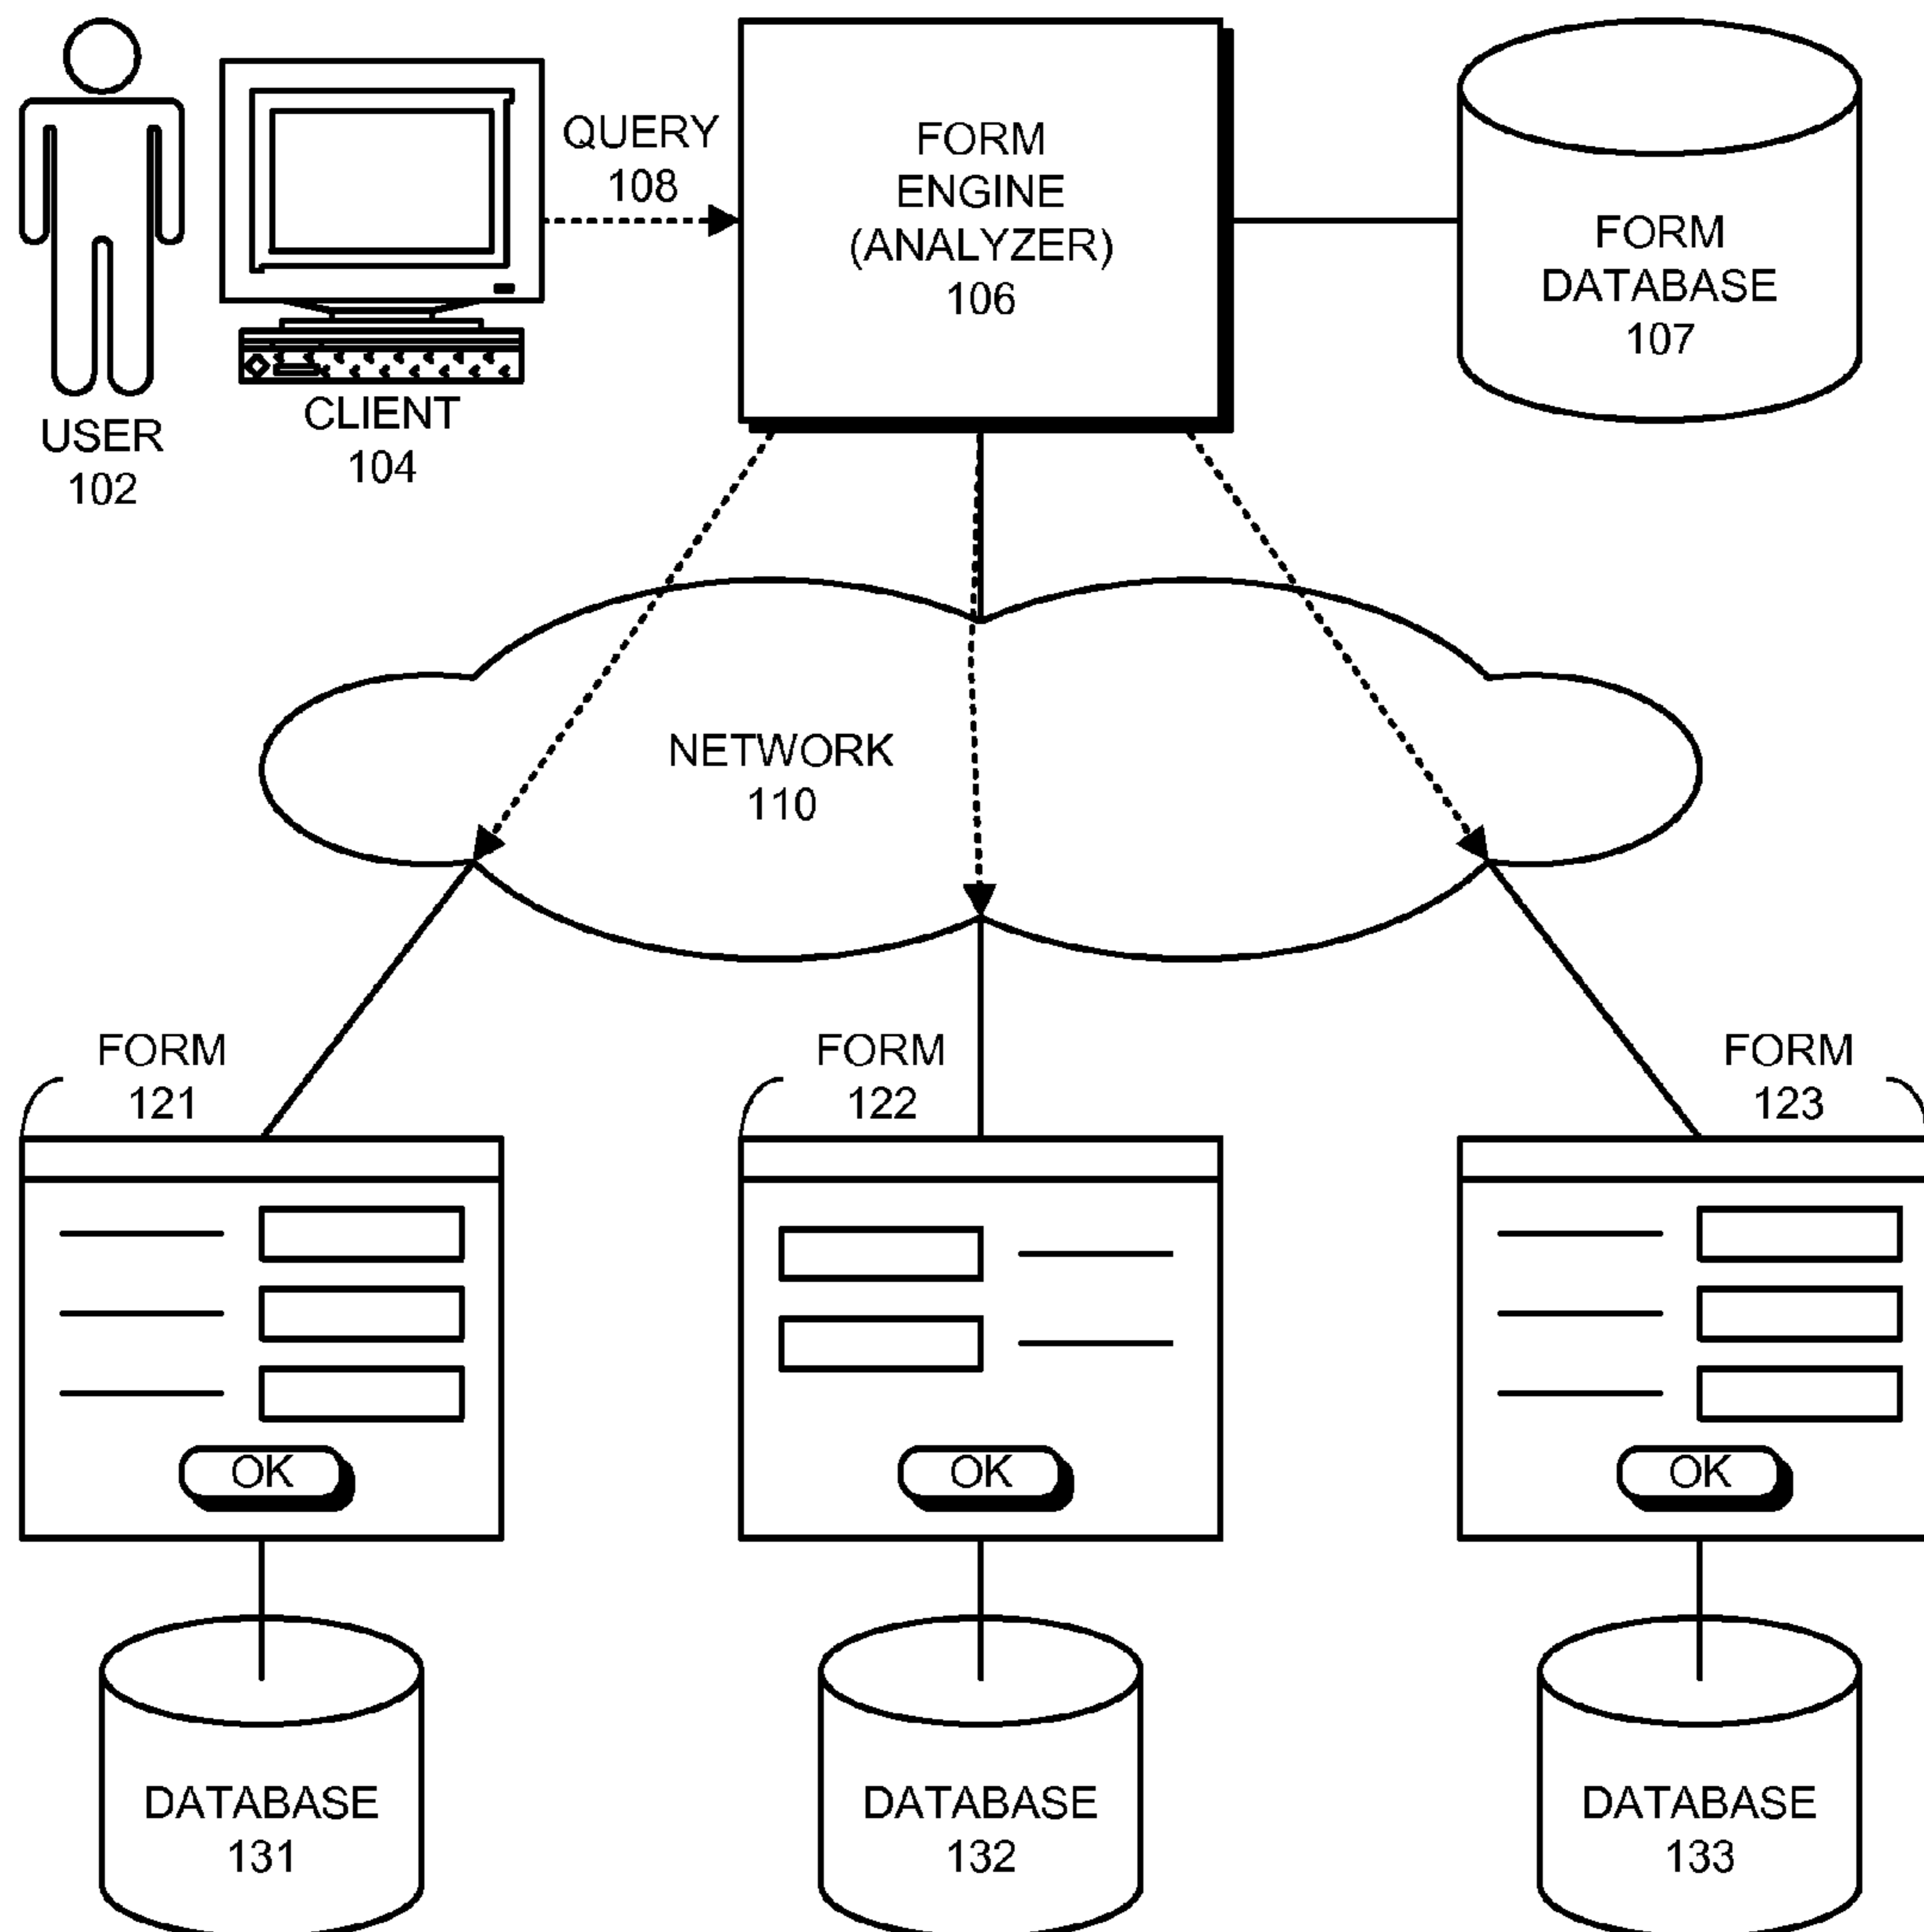 QUERY
108
FORM
ENGINE
(ANALYZER)
106
FORM
DATABASE
107
USER
102
CLIENT
104
NETWORK
110
FORM
121
FORM
122
FORM
123
OK
OK
OK
DATABASE
131
DATABASE
132
DATABASE
133